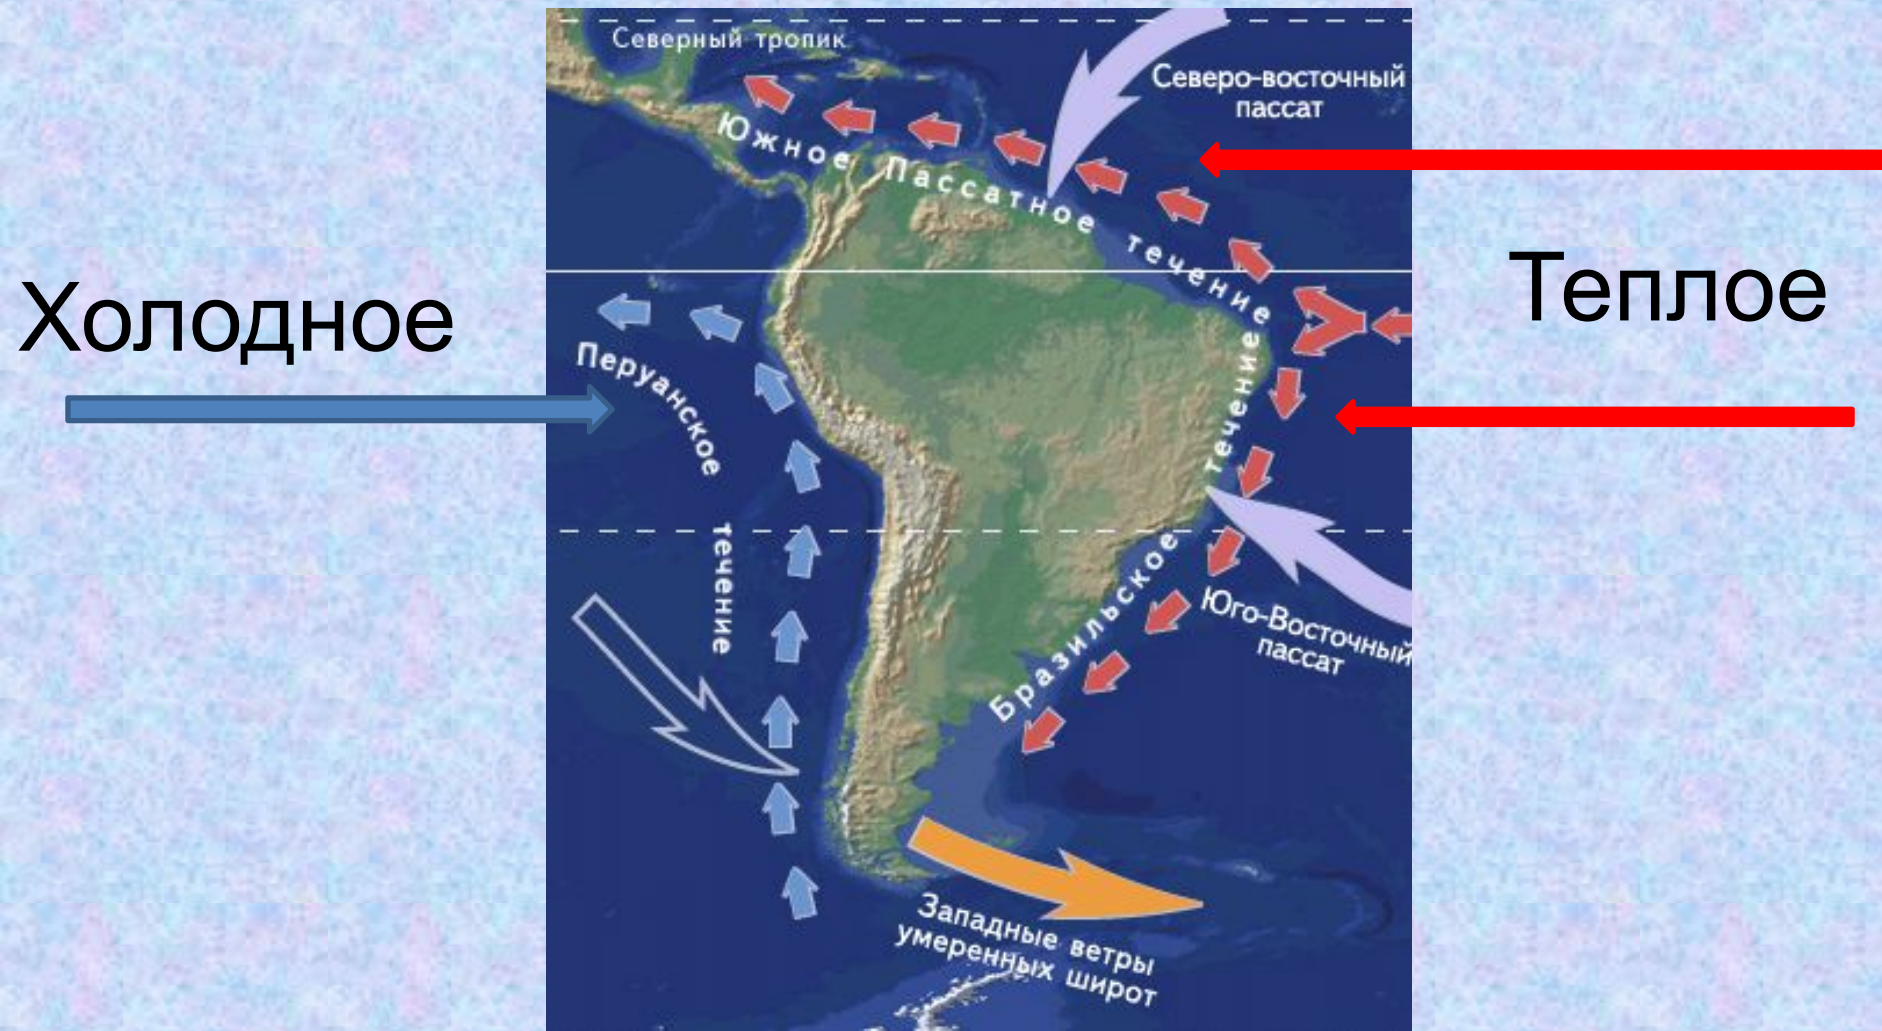 Северный тропик
Северо-восточный
пассат
Южное Пассатное течение
Холодное
Теплое
Перуанское
течение
Бразильское течение
Юго-Восточный
пассат
Западные ветры
умеренных широт